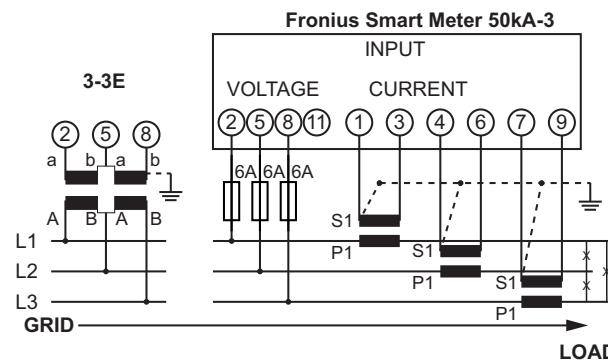 Fronius Smart Meter 50kA-3
INPUT
3-3E
VOLTAGE CURRENT
2 5 8 2 5 8 11 1 3 4 6 7 9
a b a b
6A 6A 6A
A B A B
S1
L1
P1
S1
L2
P1
S1
L3
P1
x
x
x
GRID
LOAD